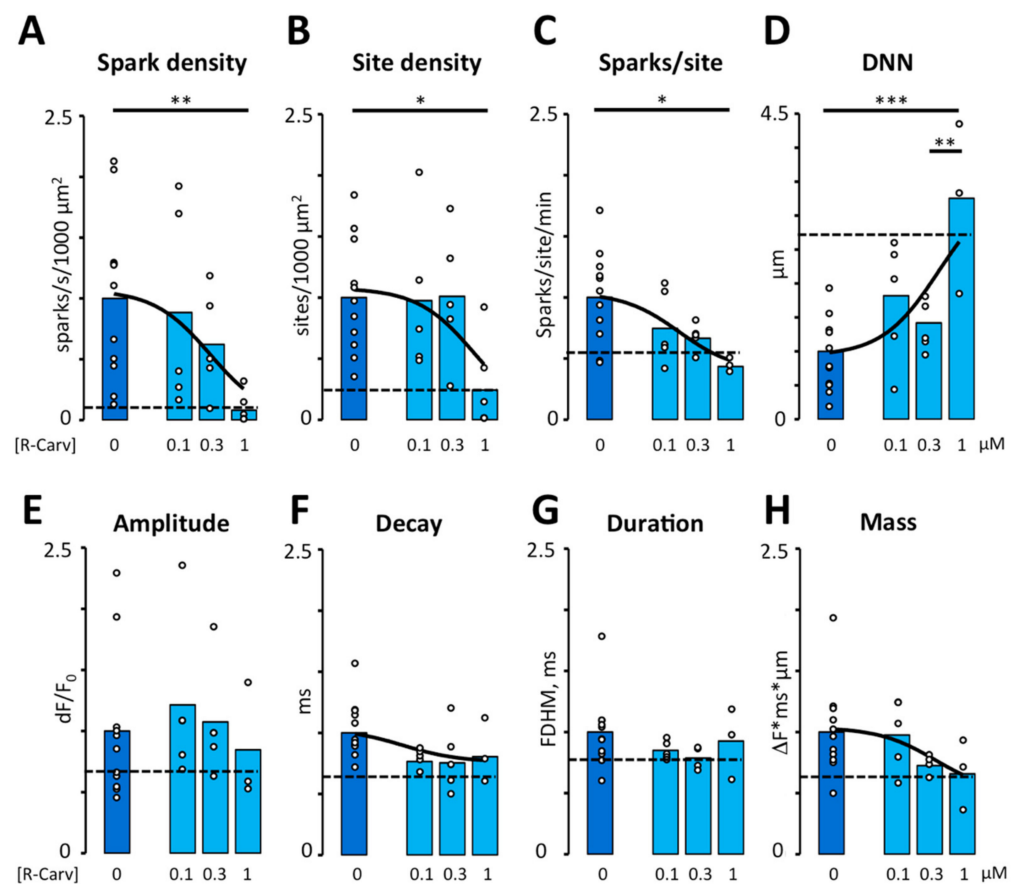 A B C D
Spark density Site density Sparks/site DNN
** * * ***
**
2.5 2.5 2.5 4.5
sparks/s/1000 µm² sites/1000 µm² Sparks/site/min µm
0 0 0 0
[R-Carv] 0 0.1 0.3 1 0 0.1 0.3 1 0 0.1 0.3 1 0 0.1 0.3 1 µM
E F G H
Amplitude Decay Duration Mass
2.5 2.5 2.5 2.5
dF/F₀ ms FDHM, ms ΔF*ms*µm
0 0 0 0
[R-Carv] 0 0.1 0.3 1 0 0.1 0.3 1 0 0.1 0.3 1 0 0.1 0.3 1 µM